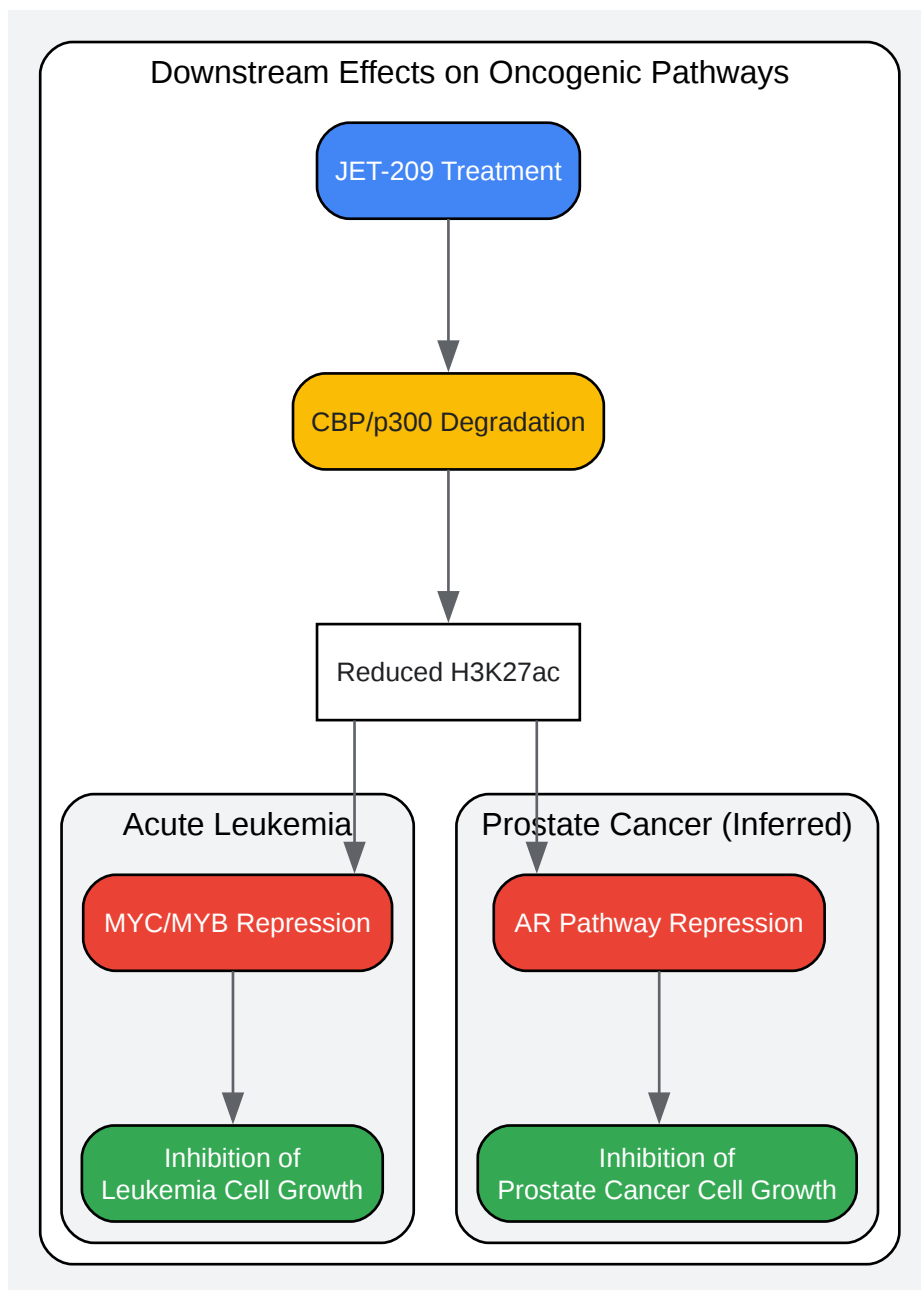 Downstream Effects on Oncogenic Pathways
JET-209 Treatment
CBP/p300 Degradation
Reduced H3K27ac
Acute Leukemia
Prostate Cancer (Inferred)
MYC/MYB Repression
AR Pathway Repression
Inhibition of
Leukemia Cell Growth
Inhibition of
Prostate Cancer Cell Growth